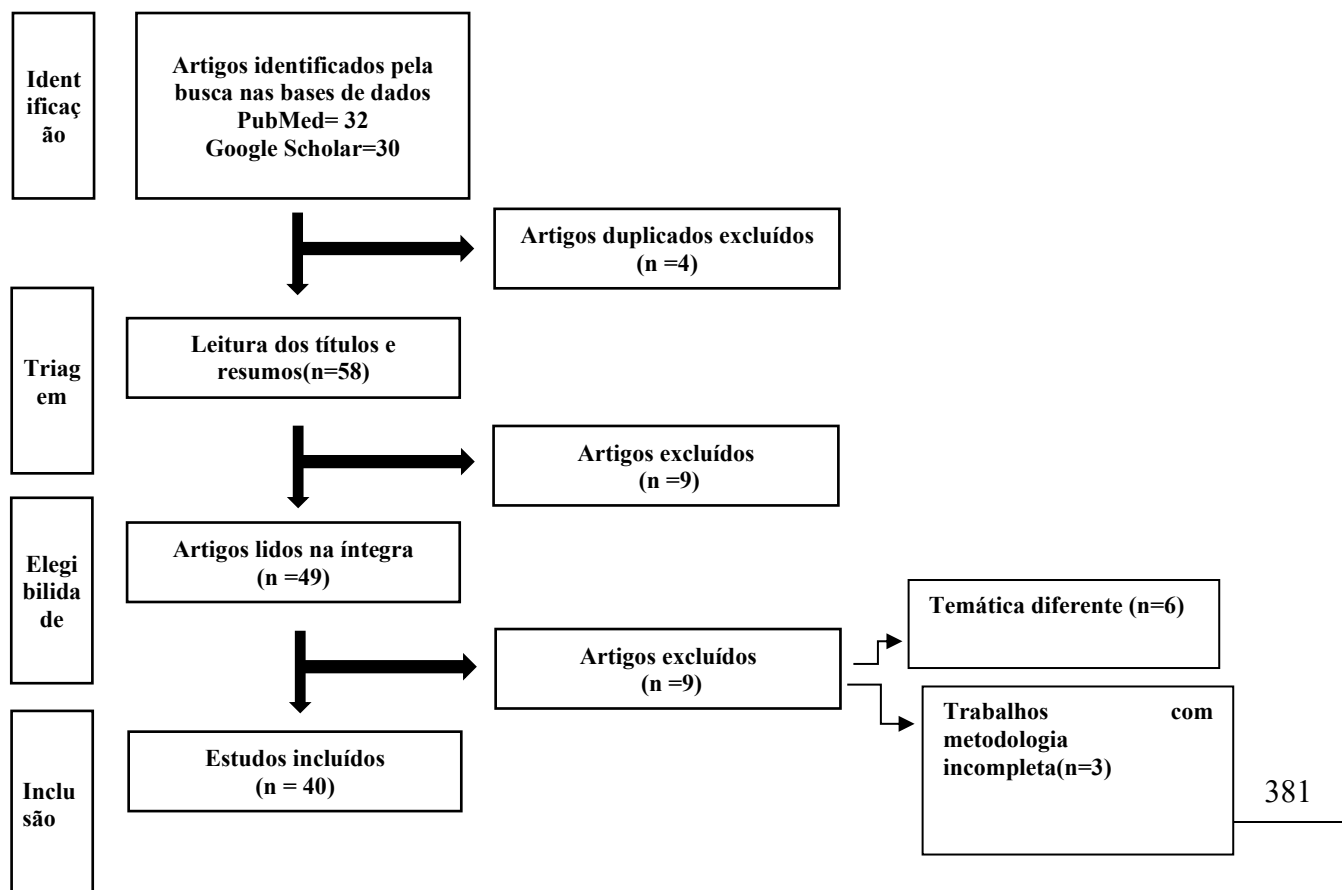 Ident
ificaç
ão
Artigos identificados pela
busca nas bases de dados
PubMed= 32
Google Scholar=30
Artigos duplicados excluídos
(n =4)
Triag
em
Leitura dos títulos e
resumos(n=58)
Artigos excluídos
(n =9)
Elegi
bilida
de
Artigos lidos na íntegra
(n =49)
Artigos excluídos
(n =9)
Temática diferente (n=6)
Trabalhos com
metodologia
incompleta(n=3)
Inclu
são
Estudos incluídos
(n = 40)
381